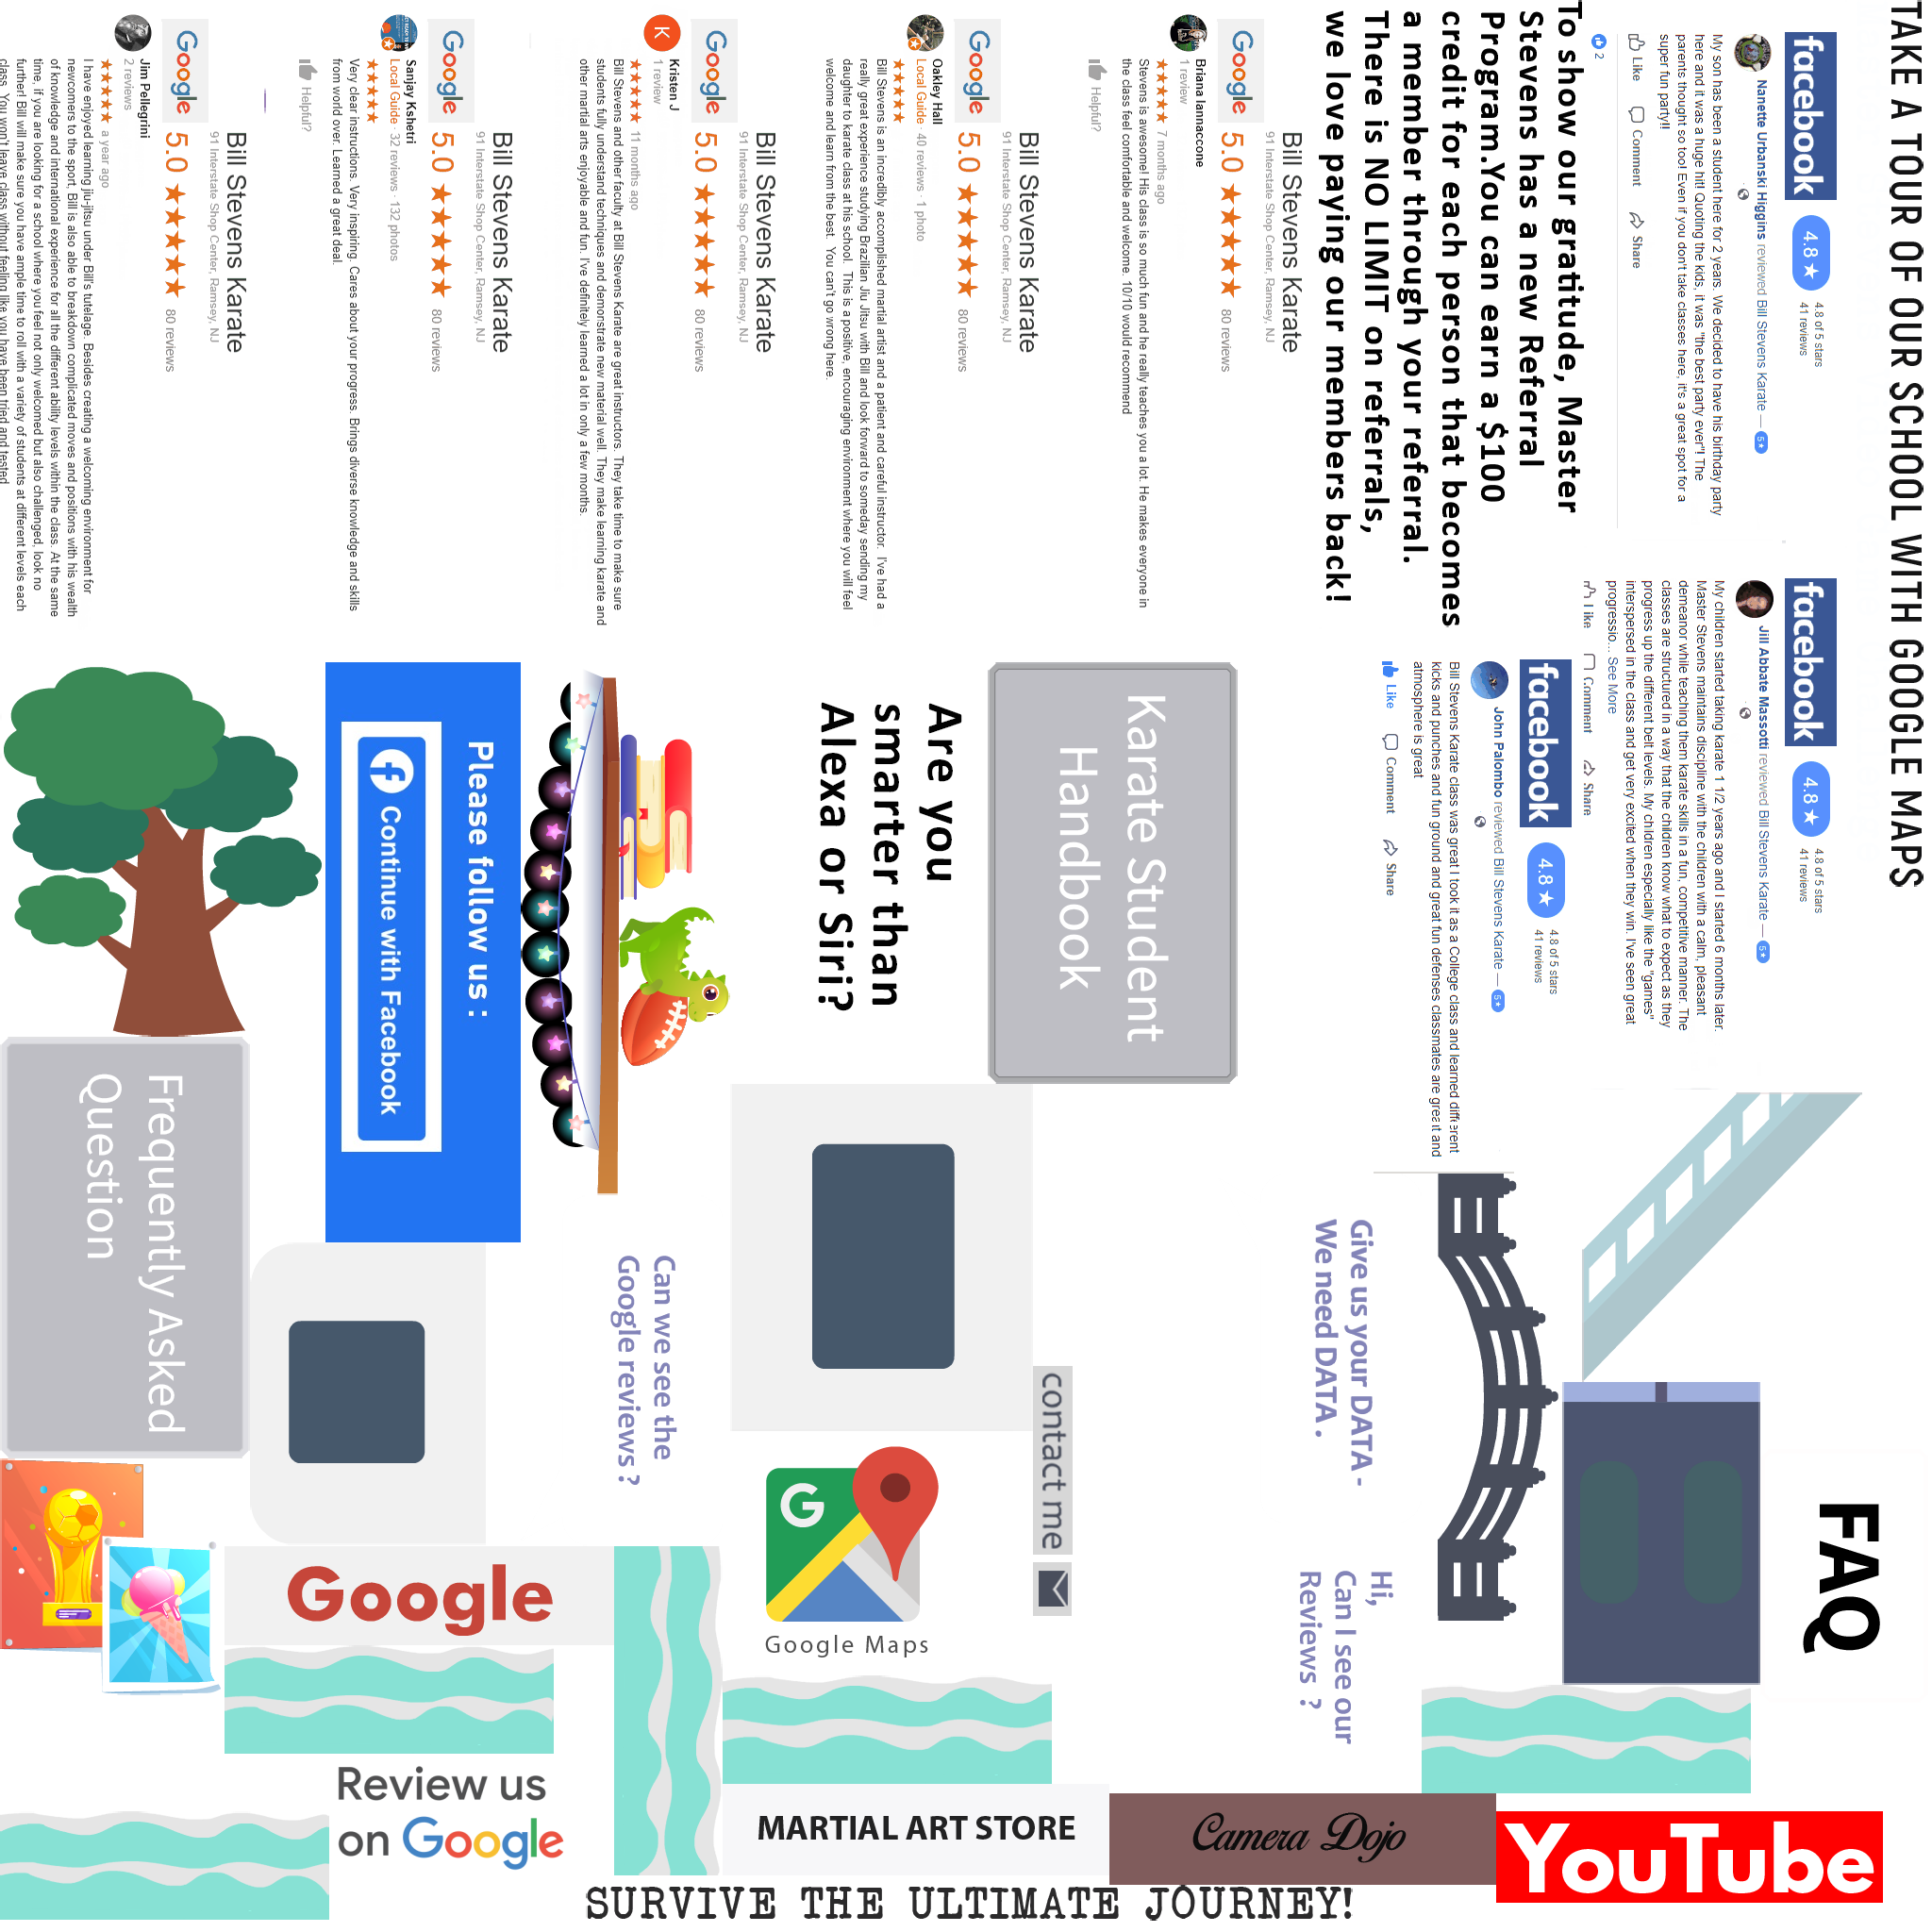 TAKE A TOUR OF OUR SCHOOL WITH GOOGLE MAPS
facebook
4.8 ★
4.8 of 5 stars
41 reviews
Nanette Urbanski Higgins reviewed Bill Stevens Karate — 5★
My son has been a student here for 2 years. We decided to have his birthday party
here and it was a huge hit! Quoting the kids, it was "the best party ever"! The
parents thought so too! Even if you don't take classes here, it's a great spot for a
super fun party!!
Like Comment Share
2
facebook
4.8 ★
4.8 of 5 stars
41 reviews
Jill Abbate Massotti reviewed Bill Stevens Karate — 5★
My children started taking karate 1 1/2 years ago and I started 6 months later.
Master Stevens maintains discipline with the children with a calm, pleasant
demeanor while teaching them karate skills in a fun, competitive manner. The
classes are structured in a way that the children know what to expect as they
progress up the different belt levels. My children especially like the "games"
interspersed in the class and get very excited when they win. I've seen great
progressio... See More
Like Comment Share
To show our gratitude, Master
Stevens has a new Referral
Program.You can earn a $100
credit for each person that becomes
a member through your referral.
There is NO LIMIT on referrals,
we love paying our members back!
facebook
4.8 ★
4.8 of 5 stars
41 reviews
John Palombo reviewed Bill Stevens Karate — 5★
Bill Stevens Karate class was great I took it as a College class and learned different
kicks and punches and fun ground and great fun defenses classmates are great and
atmosphere is great
Like Comment Share
Bill Stevens Karate
91 Interstate Shop Center, Ramsey, NJ
Google
5.0 ★★★★★ 80 reviews
Briana Iannaccone
1 review
★★★★★ 7 months ago
Stevens is awesome! His class is so much fun and he really teaches you a lot. He makes everyone in
the class feel comfortable and welcome. 10/10 would recommend
Helpful?
Bill Stevens Karate
91 Interstate Shop Center, Ramsey, NJ
Google
5.0 ★★★★★ 80 reviews
Oakley Hall
Local Guide · 40 reviews · 1 photo
★★★★★
Bill Stevens is an incredibly accomplished martial artist and a patient and careful instructor. I've had a
really great experience studying Brazilian Jiu Jitsu with Bill and look forward to someday sending my
daughter to karate class at his school. This is a positive, encouraging environment where you will feel
welcome and learn from the best. You can't go wrong here.
Bill Stevens Karate
91 Interstate Shop Center, Ramsey, NJ
Google
5.0 ★★★★★ 80 reviews
K
Kristen J
1 review
★★★★★ 11 months ago
Bill Stevens and other faculty at Bill Stevens Karate are great instructors. They take time to make sure
students fully understand techniques and demonstrate new material well. They make learning karate and
other martial arts enjoyable and fun. I've definitely learned a lot in only a few months.
Bill Stevens Karate
91 Interstate Shop Center, Ramsey, NJ
Google
5.0 ★★★★★ 80 reviews
Sanjay Kshetri
Local Guide · 32 reviews · 132 photos
★★★★★
Very clear instructions. Very inspiring. Cares about your progress. Brings diverse knowledge and skills
from world over. Learned a great deal.
Helpful?
Bill Stevens Karate
91 Interstate Shop Center, Ramsey, NJ
Google
5.0 ★★★★★ 80 reviews
Jim Pellegrini
2 reviews
★★★★★ a year ago
I have enjoyed learning jiu-jitsu under Bill's tutelage. Besides creating a welcoming environment for
newcomers to the sport, Bill is also able to breakdown complicated moves and positions with his wealth
of knowledge and international experience for all the different ability levels within the class. At the same
time, if you are looking for a school where you feel not only welcomed but also challenged, look no
further! Bill will make sure you have ample time to roll with a variety of students at different levels each
class. You won't leave class without feeling like you have been tried and tested
Karate Student
Handbook
Are you
smarter than
Alexa or Siri?
Please follow us :
Continue with Facebook
Frequently Asked
Question
Give us your DATA -
We need DATA .
Can we see the
Google reviews ?
contact me
Hi,
Can I see our
Reviews ?
FAQ
G
Google Maps
Google
Review us
on Google
MARTIAL ART STORE
Camera Dojo
YouTube
SURVIVE THE ULTIMATE JOURNEY!